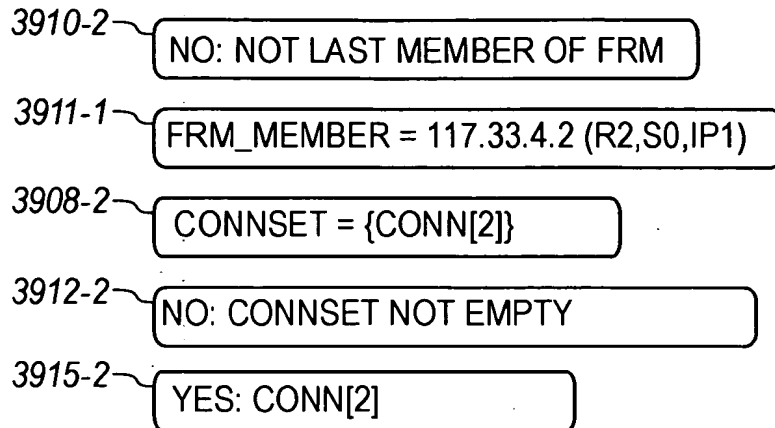 3910-2
NO: NOT LAST MEMBER OF FRM
3911-1
FRM_MEMBER = 117.33.4.2 (R2,S0,IP1)
3908-2
CONNSET = {CONN[2]}
3912-2
NO: CONNSET NOT EMPTY
3915-2
YES: CONN[2]